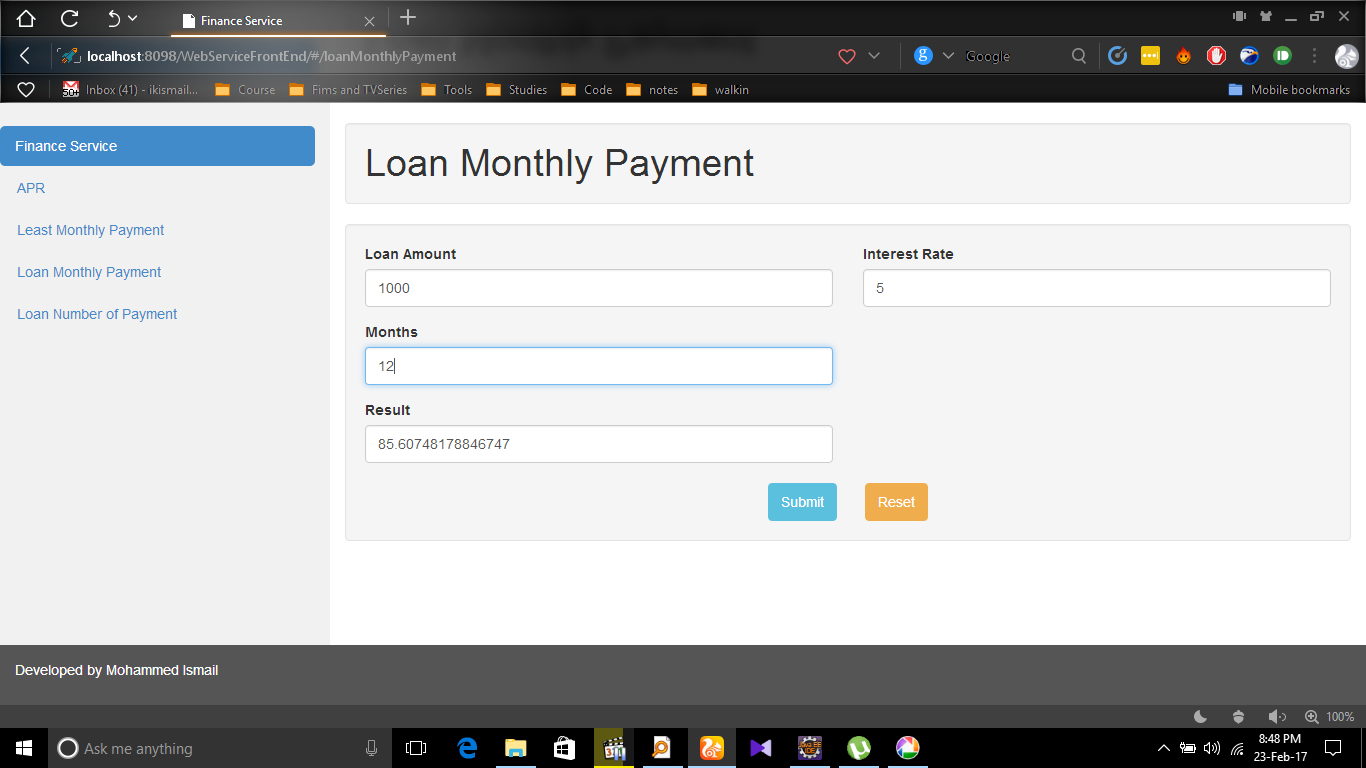 Finance Service
localhost:8098/WebServiceFrontEnd/#/loanMonthlyPayment
g
Google
50+ Inbox (41) - ikismail... Course Fims and TVSeries Tools Studies Code notes walkin Mobile bookmarks
Finance Service
APR
Least Monthly Payment
Loan Monthly Payment
Loan Number of Payment
Loan Monthly Payment
Loan Amount
1000
Interest Rate
5
Months
12
Result
85.60748178846747
Submit
Reset
Developed by Mohammed Ismail
100%
Ask me anything
8:48 PM
23-Feb-17